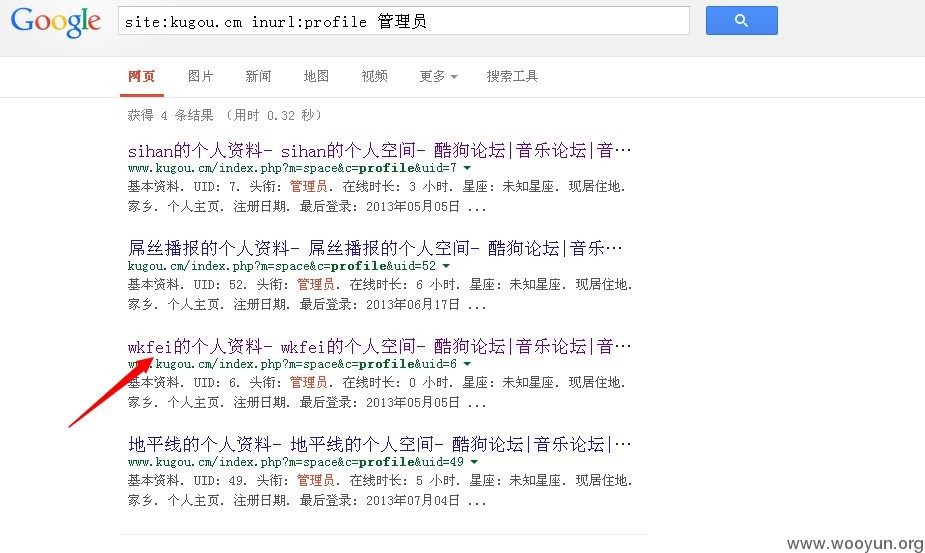 Google
site:kugou.cm inurl:profile 管理员
网页 图片 新闻 地图 视频 更多 搜索工具
获得 4 条结果 （用时 0.32 秒）
sihan的个人资料- sihan的个人空间- 酷狗论坛|音乐论坛|音···
www.kugou.cm/index.php?m=space&c=profile&uid=7
基本资料. UID: 7. 头衔: 管理员. 在线时长: 3 小时. 星座: 未知星座. 现居住地.
家乡. 个人主页. 注册日期. 最后登录: 2013年05月05日 ...
屌丝播报的个人资料- 屌丝播报的个人空间- 酷狗论坛|音乐···
kugou.cm/index.php?m=space&c=profile&uid=52
基本资料. UID: 52. 头衔: 管理员. 在线时长: 6 小时. 星座: 未知星座. 现居住地.
家乡. 个人主页. 注册日期. 最后登录: 2013年06月17日 ...
wkfei的个人资料- wkfei的个人空间- 酷狗论坛|音乐论坛|音···
www.kugou.cm/index.php?m=space&c=profile&uid=6
基本资料. UID: 6. 头衔: 管理员. 在线时长: 0 小时. 星座: 未知星座. 现居住地.
家乡. 个人主页. 注册日期. 最后登录: 2013年05月05日 ...
地平线的个人资料- 地平线的个人空间- 酷狗论坛|音乐论坛|···
www.kugou.cm/index.php?m=space&c=profile&uid=49
基本资料. UID: 49. 头衔: 管理员. 在线时长: 5 小时. 星座: 未知星座. 现居住地.
家乡. 个人主页. 注册日期. 最后登录: 2013年07月04日 ...
www.wooyun.org